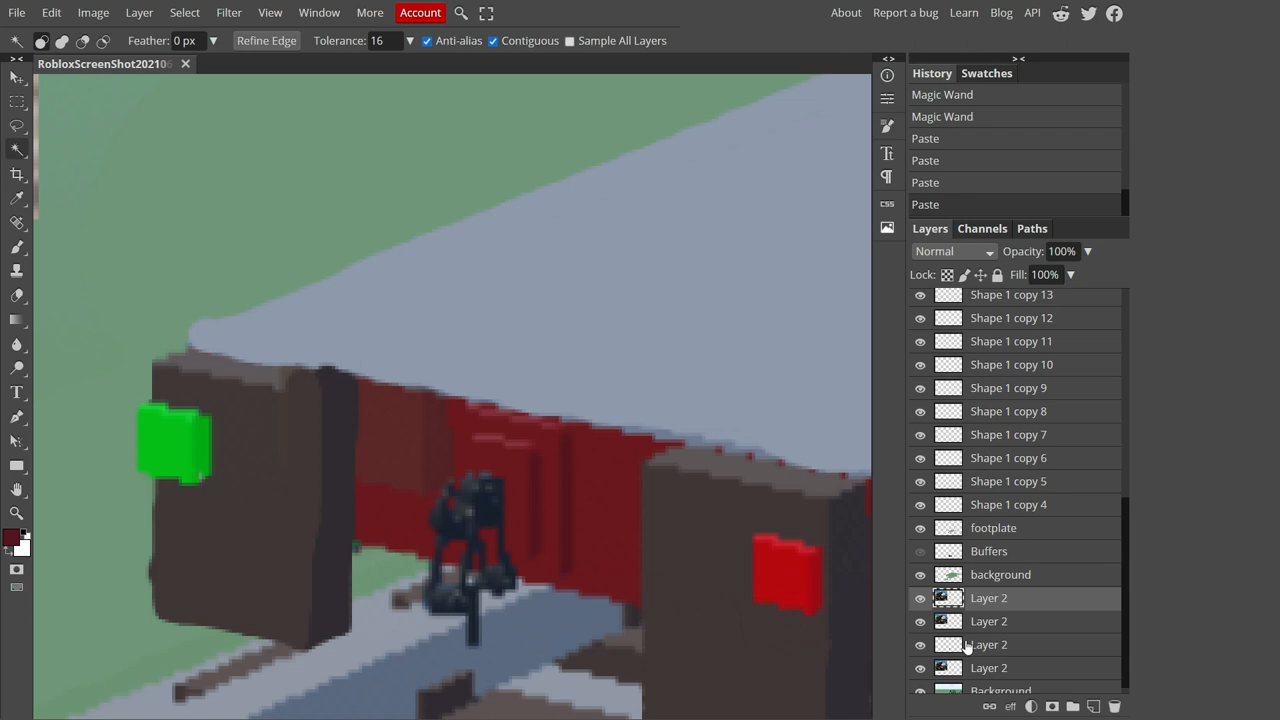 File Edit Image Layer Select Filter View Window More Account About Report a bug Learn Blog API
Feather: 0 px Refine Edge Tolerance: 16 Anti-alias Contiguous Sample All Layers
> < < > > <
RobloxScreenShot202106
History Swatches
Magic Wand
Magic Wand
Paste
Paste
Paste
Paste
CSS
Layers Channels Paths
Normal Opacity: 100%
Lock: Fill: 100%
Shape 1 copy 13
Shape 1 copy 12
Shape 1 copy 11
Shape 1 copy 10
Shape 1 copy 9
Shape 1 copy 8
Shape 1 copy 7
Shape 1 copy 6
Shape 1 copy 5
Shape 1 copy 4
footplate
Buffers
background
Layer 2
Layer 2
Layer 2
Layer 2
Background
eff